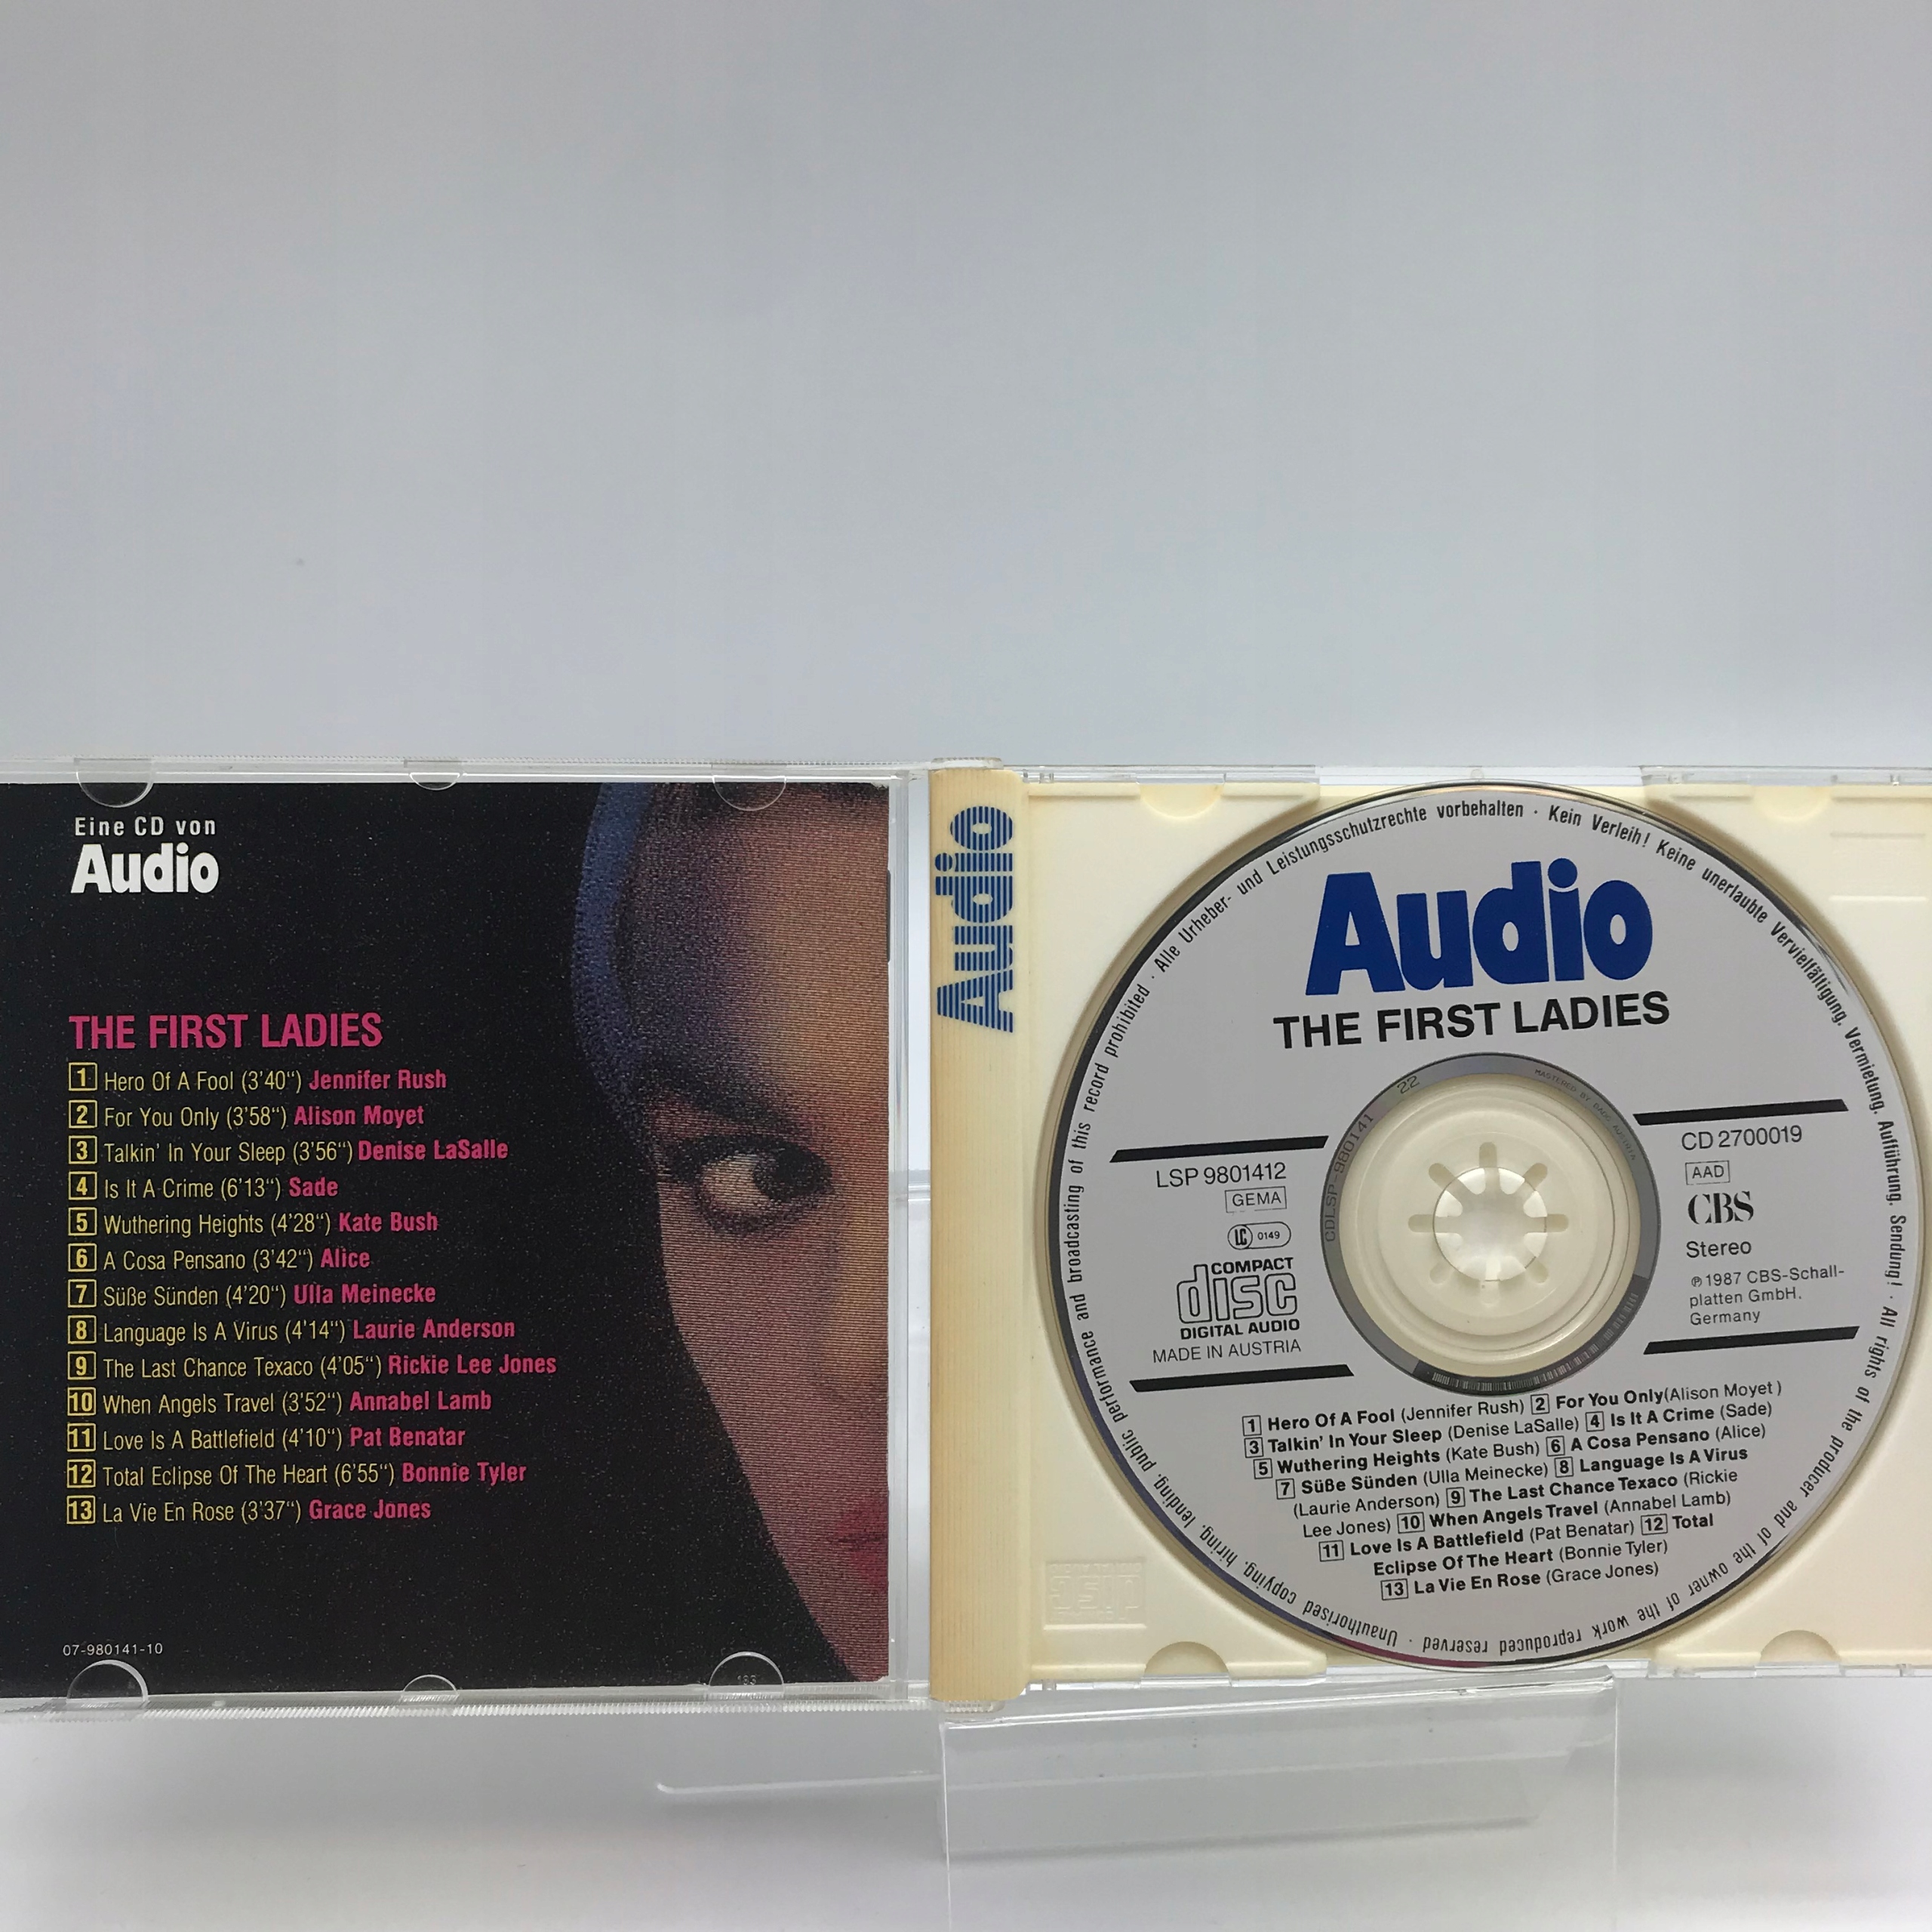 Eine CD von
Audio
THE FIRST LADIES
1 Hero Of A Fool (3'40“) Jennifer Rush
2 For You Only (3'58“) Alison Moyet
3 Talkin' In Your Sleep (3'56“) Denise LaSalle
4 Is It A Crime (6'13“) Sade
5 Wuthering Heights (4'28“) Kate Bush
6 A Cosa Pensano (3'42“) Alice
7 Süße Sünden (4'20“) Ulla Meinecke
8 Language Is A Virus (4'14“) Laurie Anderson
9 The Last Chance Texaco (4'05“) Rickie Lee Jones
10 When Angels Travel (3'52“) Annabel Lamb
11 Love Is A Battlefield (4'10“) Pat Benatar
12 Total Eclipse Of The Heart (6'55“) Bonnie Tyler
13 La Vie En Rose (3'37“) Grace Jones
07-980141-10
Audio
Alle Urheber- und Leistungsschutzrechte vorbehalten · Kein Verleih! Keine unerlaubte Vervielfältigung, Vermietung, Aufführung, Sendung! · All rights of the producer and of the owner of the work reproduced reserved · Unauthorised copying, hiring, lending, public performance and broadcasting of this record prohibited ·
Audio
THE FIRST LADIES
CDLSP-980141
22
MASTERED BY DADC AUSTRIA
LSP 9801412
GEMA
LC 0149
COMPACT
disc
DIGITAL AUDIO
MADE IN AUSTRIA
CD 2700019
AAD
CBS
Stereo
℗ 1987 CBS-Schall-
platten GmbH.
Germany
1 Hero Of A Fool (Jennifer Rush) 2 For You Only(Alison Moyet )
3 Talkin' In Your Sleep (Denise LaSalle) 4 Is It A Crime (Sade)
5 Wuthering Heights (Kate Bush) 6 A Cosa Pensano (Alice)
7 Süße Sünden (Ulla Meinecke) 8 Language Is A Virus
(Laurie Anderson) 9 The Last Chance Texaco (Rickie
Lee Jones) 10 When Angels Travel (Annabel Lamb)
11 Love Is A Battlefield (Pat Benatar) 12 Total
Eclipse Of The Heart (Bonnie Tyler)
13 La Vie En Rose (Grace Jones)